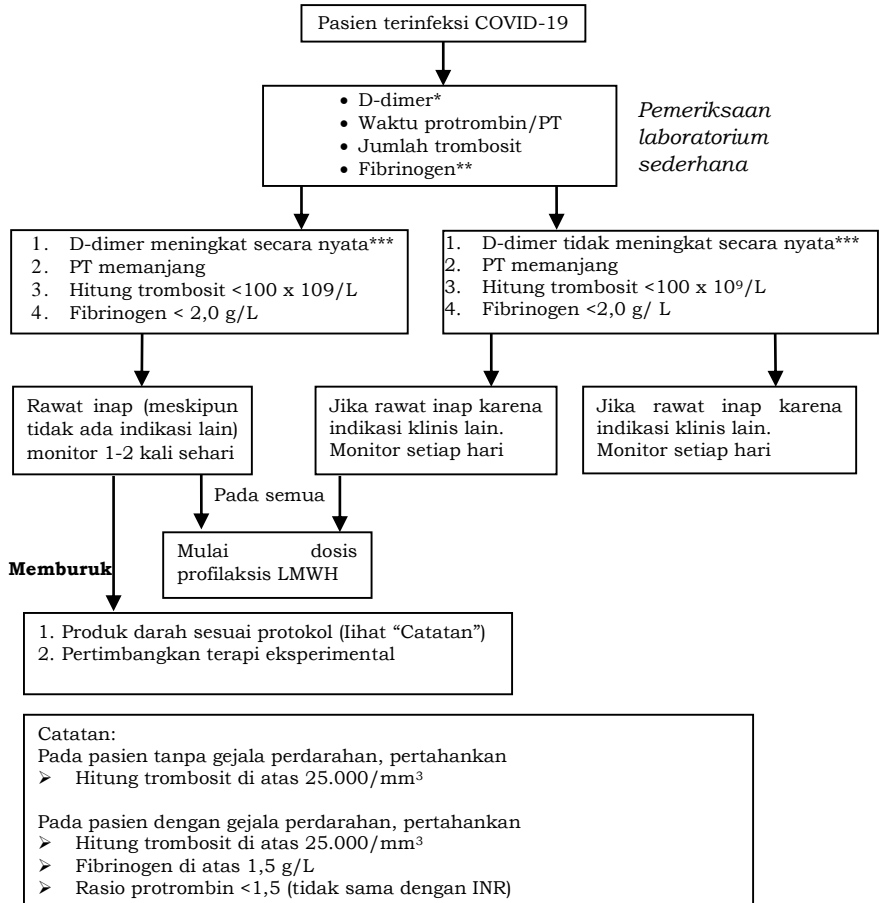 Pasien terinfeksi COVID-19
• D-dimer*
• Waktu protrombin/PT
• Jumlah trombosit
• Fibrinogen**
Pemeriksaan
laboratorium
sederhana
1. D-dimer meningkat secara nyata***
2. PT memanjang
3. Hitung trombosit <100 x 109/L
4. Fibrinogen < 2,0 g/L
1. D-dimer tidak meningkat secara nyata***
2. PT memanjang
3. Hitung trombosit <100 x 10⁹/L
4. Fibrinogen <2,0 g/ L
Rawat inap (meskipun
tidak ada indikasi lain)
monitor 1-2 kali sehari
Jika rawat inap karena
indikasi klinis lain.
Monitor setiap hari
Jika rawat inap karena
indikasi klinis lain.
Monitor setiap hari
Pada semua
Mulai dosis
profilaksis LMWH
Memburuk
1. Produk darah sesuai protokol (Iihat “Catatan”)
2. Pertimbangkan terapi eksperimental
Catatan:
Pada pasien tanpa gejala perdarahan, pertahankan
➢ Hitung trombosit di atas 25.000/mm³
Pada pasien dengan gejala perdarahan, pertahankan
➢ Hitung trombosit di atas 25.000/mm³
➢ Fibrinogen di atas 1,5 g/L
➢ Rasio protrombin <1,5 (tidak sama dengan INR)